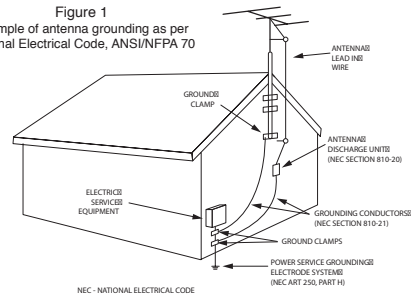 Figure 1
mple of antenna grounding as per
nal Electrical Code, ANSI/NFPA 70
ANTENNA
LEAD IN
WIRE
GROUND
CLAMP
ANTENNA
DISCHARGE UNIT
(NEC SECTION 810-20)
ELECTRIC
SERVICE
EQUIPMENT
GROUNDING CONDUCTORS
(NEC SECTION 810-21)
GROUND CLAMPS
POWER SERVICE GROUNDING
ELECTRODE SYSTEM
(NEC ART 250, PART H)
NEC - NATIONAL ELECTRICAL CODE